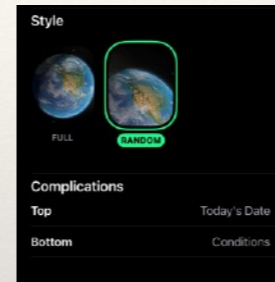 Style
FULL
RANDOM
Complications
Top Today's Date
Bottom Conditions